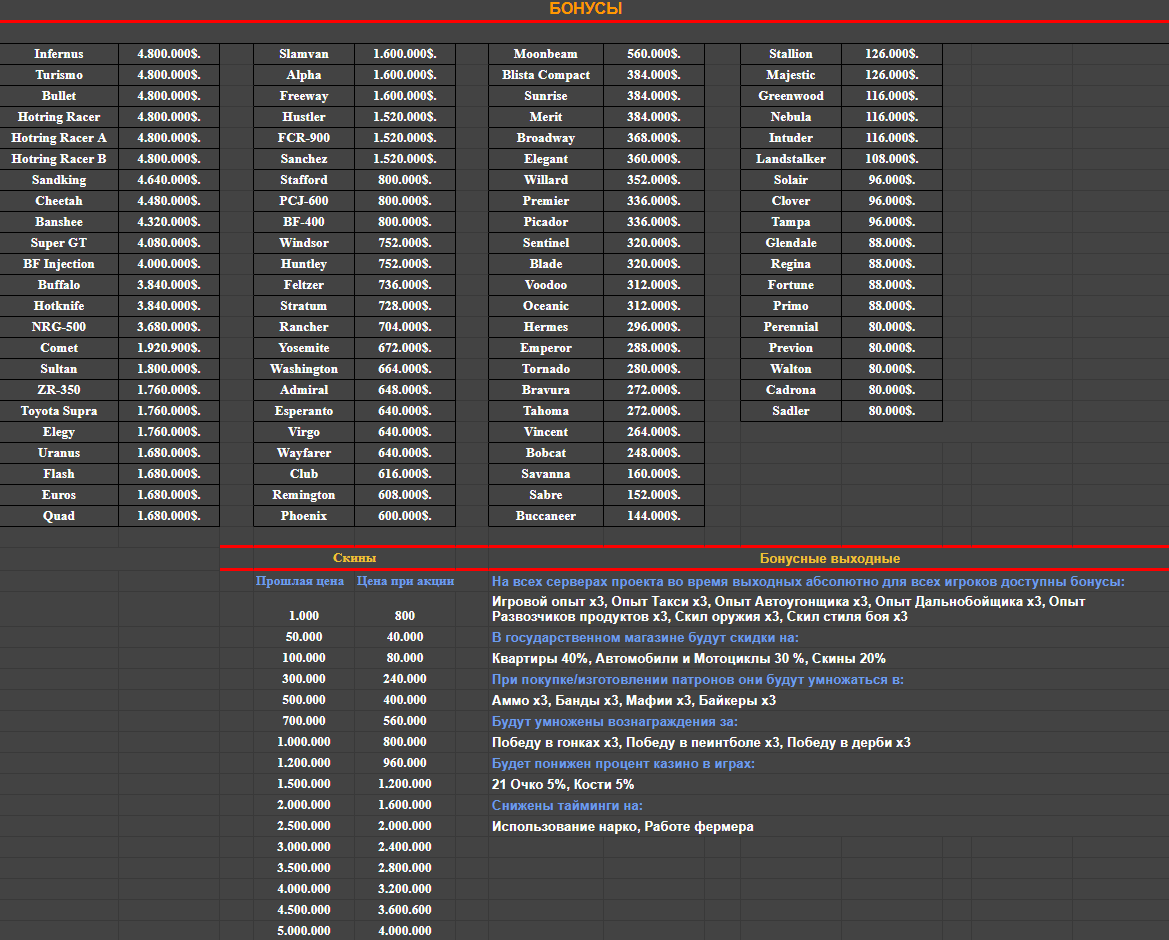 БОНУСЫ
Infernus 4.800.000$. Slamvan 1.600.000$. Moonbeam 560.000$. Stallion 126.000$.
Turismo 4.800.000$. Alpha 1.600.000$. Blista Compact 384.000$. Majestic 126.000$.
Bullet 4.800.000$. Freeway 1.600.000$. Sunrise 384.000$. Greenwood 116.000$.
Hotring Racer 4.800.000$. Hustler 1.520.000$. Merit 384.000$. Nebula 116.000$.
Hotring Racer A 4.800.000$. FCR-900 1.520.000$. Broadway 368.000$. Intuder 116.000$.
Hotring Racer B 4.800.000$. Sanchez 1.520.000$. Elegant 360.000$. Landstalker 108.000$.
Sandking 4.640.000$. Stafford 800.000$. Willard 352.000$. Solair 96.000$.
Cheetah 4.480.000$. PCJ-600 800.000$. Premier 336.000$. Clover 96.000$.
Banshee 4.320.000$. BF-400 800.000$. Picador 336.000$. Tampa 96.000$.
Super GT 4.080.000$. Windsor 752.000$. Sentinel 320.000$. Glendale 88.000$.
BF Injection 4.000.000$. Huntley 752.000$. Blade 320.000$. Regina 88.000$.
Buffalo 3.840.000$. Feltzer 736.000$. Voodoo 312.000$. Fortune 88.000$.
Hotknife 3.840.000$. Stratum 728.000$. Oceanic 312.000$. Primo 88.000$.
NRG-500 3.680.000$. Rancher 704.000$. Hermes 296.000$. Perennial 80.000$.
Comet 1.920.900$. Yosemite 672.000$. Emperor 288.000$. Previon 80.000$.
Sultan 1.800.000$. Washington 664.000$. Tornado 280.000$. Walton 80.000$.
ZR-350 1.760.000$. Admiral 648.000$. Bravura 272.000$. Cadrona 80.000$.
Toyota Supra 1.760.000$. Esperanto 640.000$. Tahoma 272.000$. Sadler 80.000$.
Elegy 1.760.000$. Virgo 640.000$. Vincent 264.000$.
Uranus 1.680.000$. Wayfarer 640.000$. Bobcat 248.000$.
Flash 1.680.000$. Club 616.000$. Savanna 160.000$.
Euros 1.680.000$. Remington 608.000$. Sabre 152.000$.
Quad 1.680.000$. Phoenix 600.000$. Buccaneer 144.000$.
Скины
Прошлая цена Цена при акции
1.000 800
50.000 40.000
100.000 80.000
300.000 240.000
500.000 400.000
700.000 560.000
1.000.000 800.000
1.200.000 960.000
1.500.000 1.200.000
2.000.000 1.600.000
2.500.000 2.000.000
3.000.000 2.400.000
3.500.000 2.800.000
4.000.000 3.200.000
4.500.000 3.600.600
5.000.000 4.000.000
Бонусные выходные
На всех серверах проекта во время выходных абсолютно для всех игроков доступны бонусы:
Игровой опыт x3, Опыт Такси x3, Опыт Автоугонщика x3, Опыт Дальнобойщика x3, Опыт
Развозчиков продуктов x3, Скил оружия x3, Скил стиля боя x3
В государственном магазине будут скидки на:
Квартиры 40%, Автомобили и Мотоциклы 30 %, Скины 20%
При покупке/изготовлении патронов они будут умножаться в:
Аммо x3, Банды x3, Мафии x3, Байкеры x3
Будут умножены вознаграждения за:
Победу в гонках x3, Победу в пеинтболе x3, Победу в дерби x3
Будет понижен процент казино в играх:
21 Очко 5%, Кости 5%
Снижены тайминги на:
Использование нарко, Работе фермера